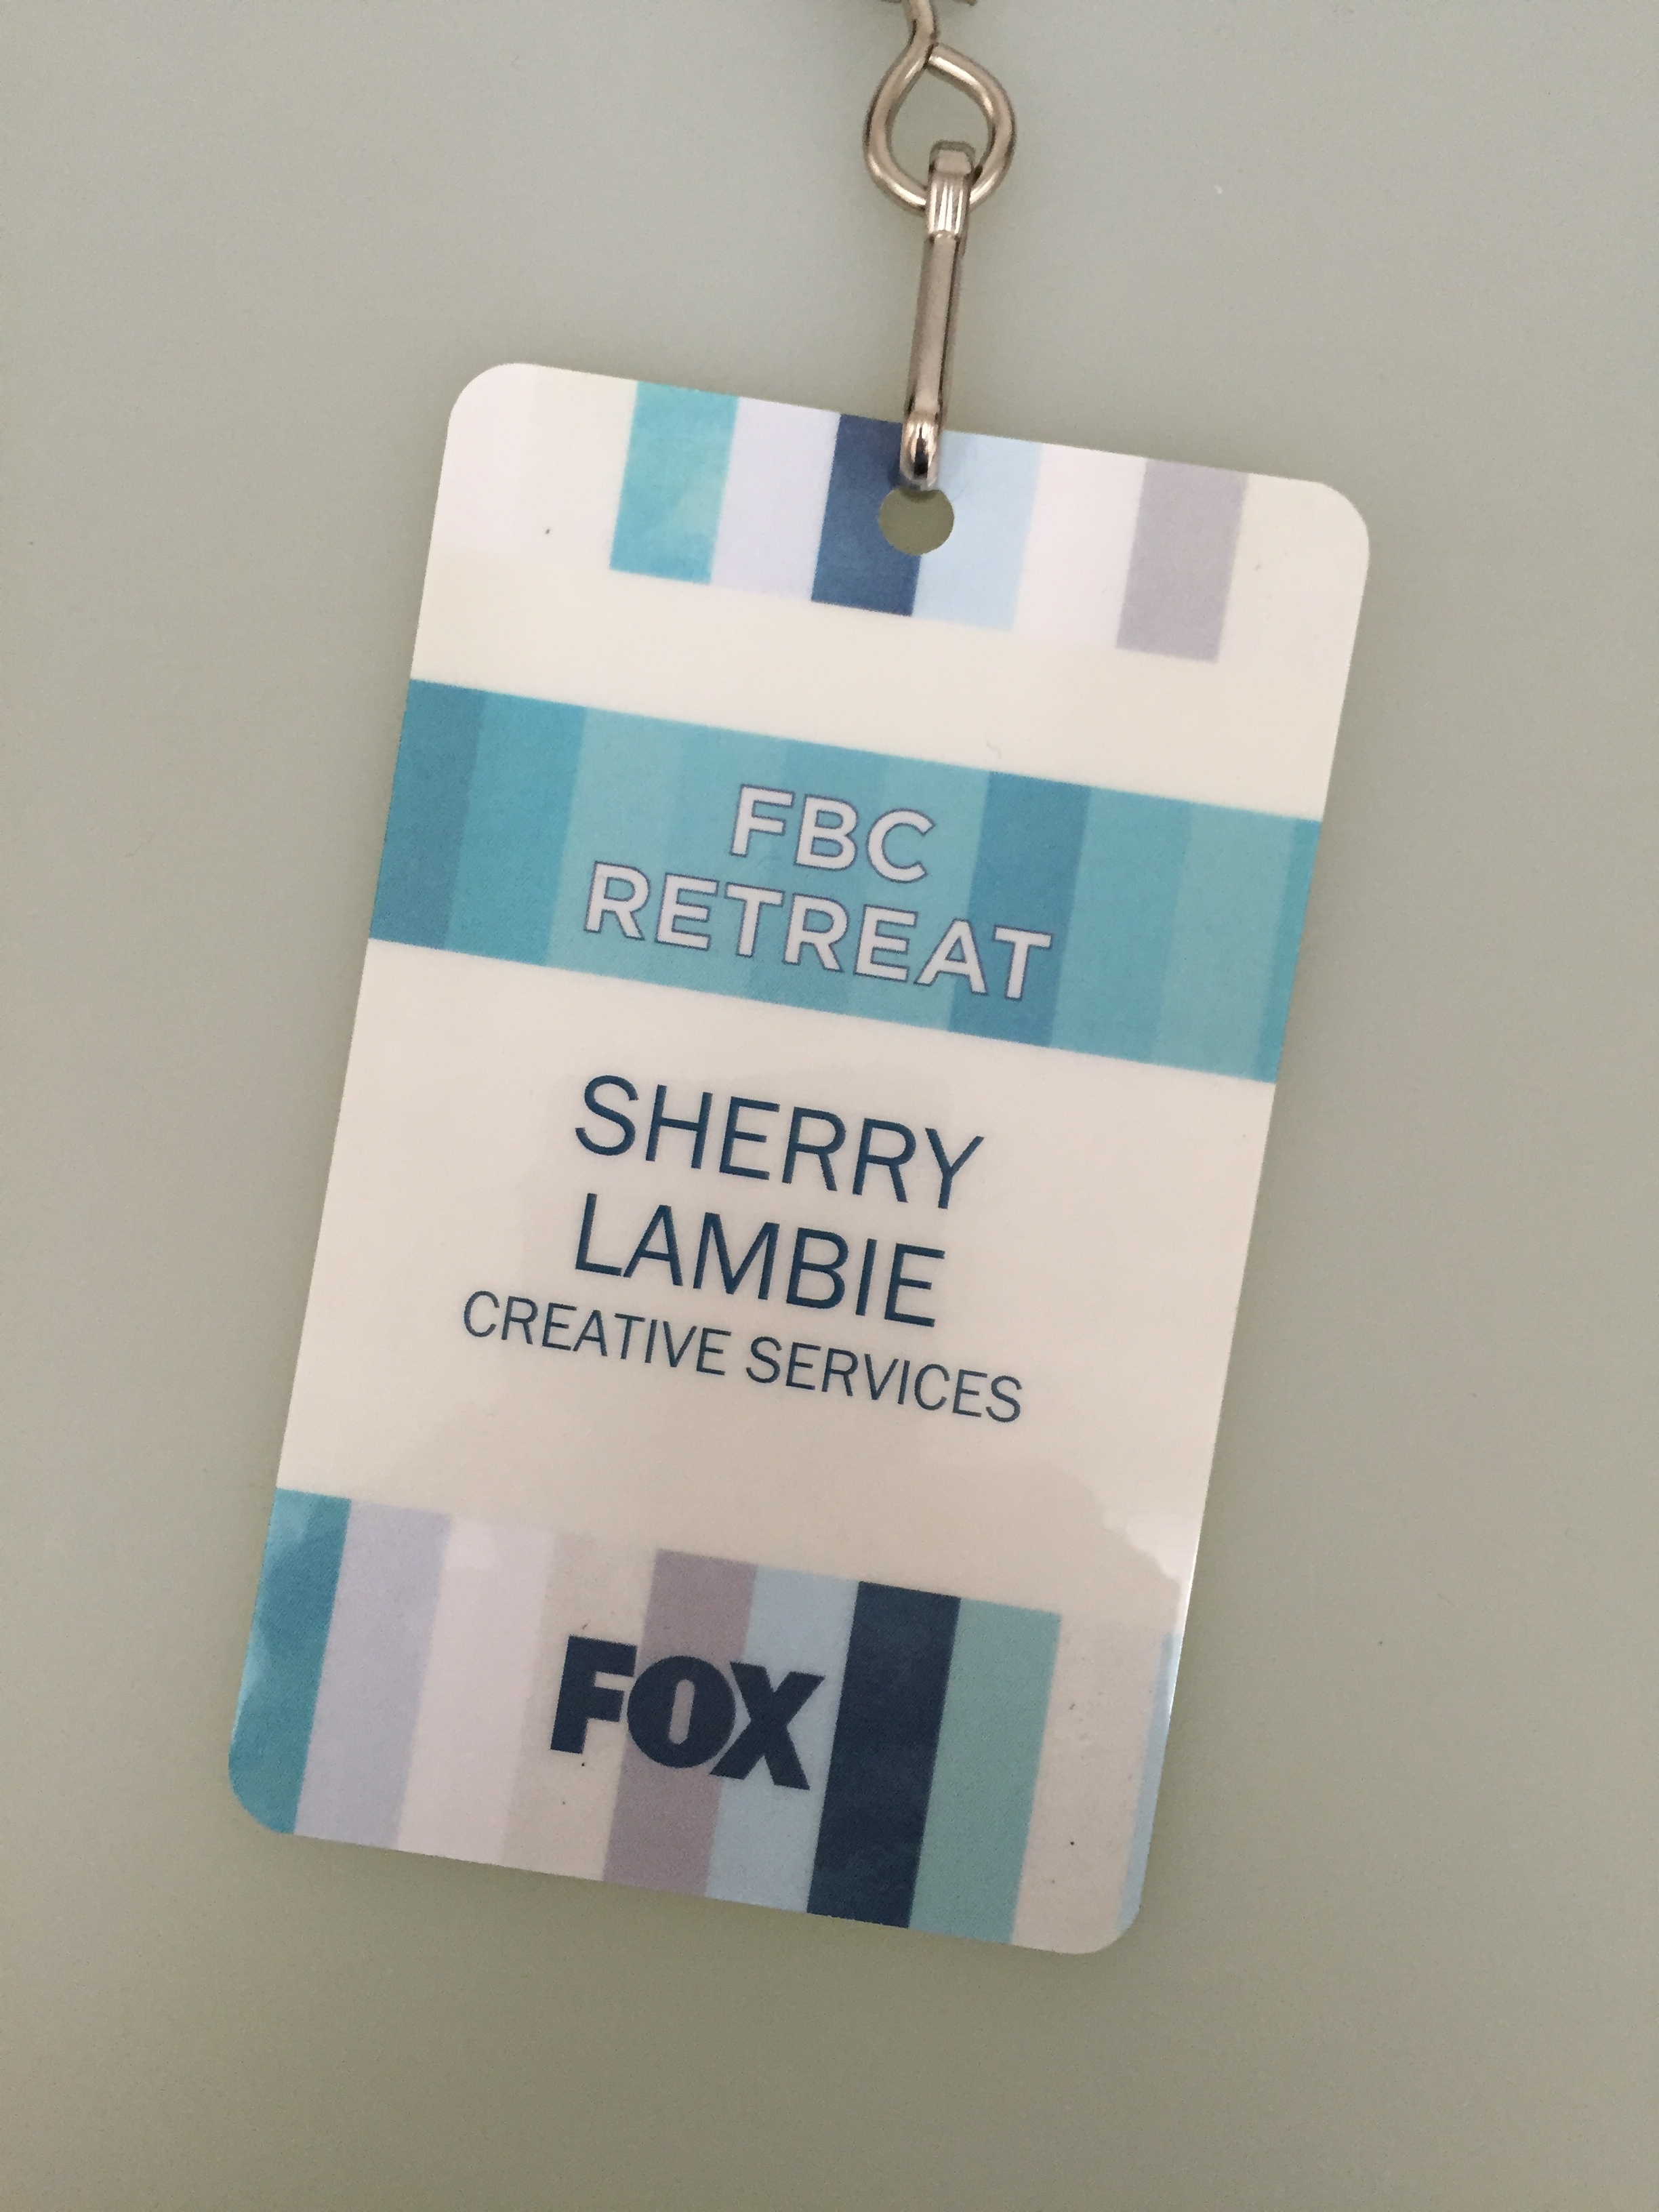 FBC
RETREAT
SHERRY
LAMBIE
CREATIVE SERVICES
FOX